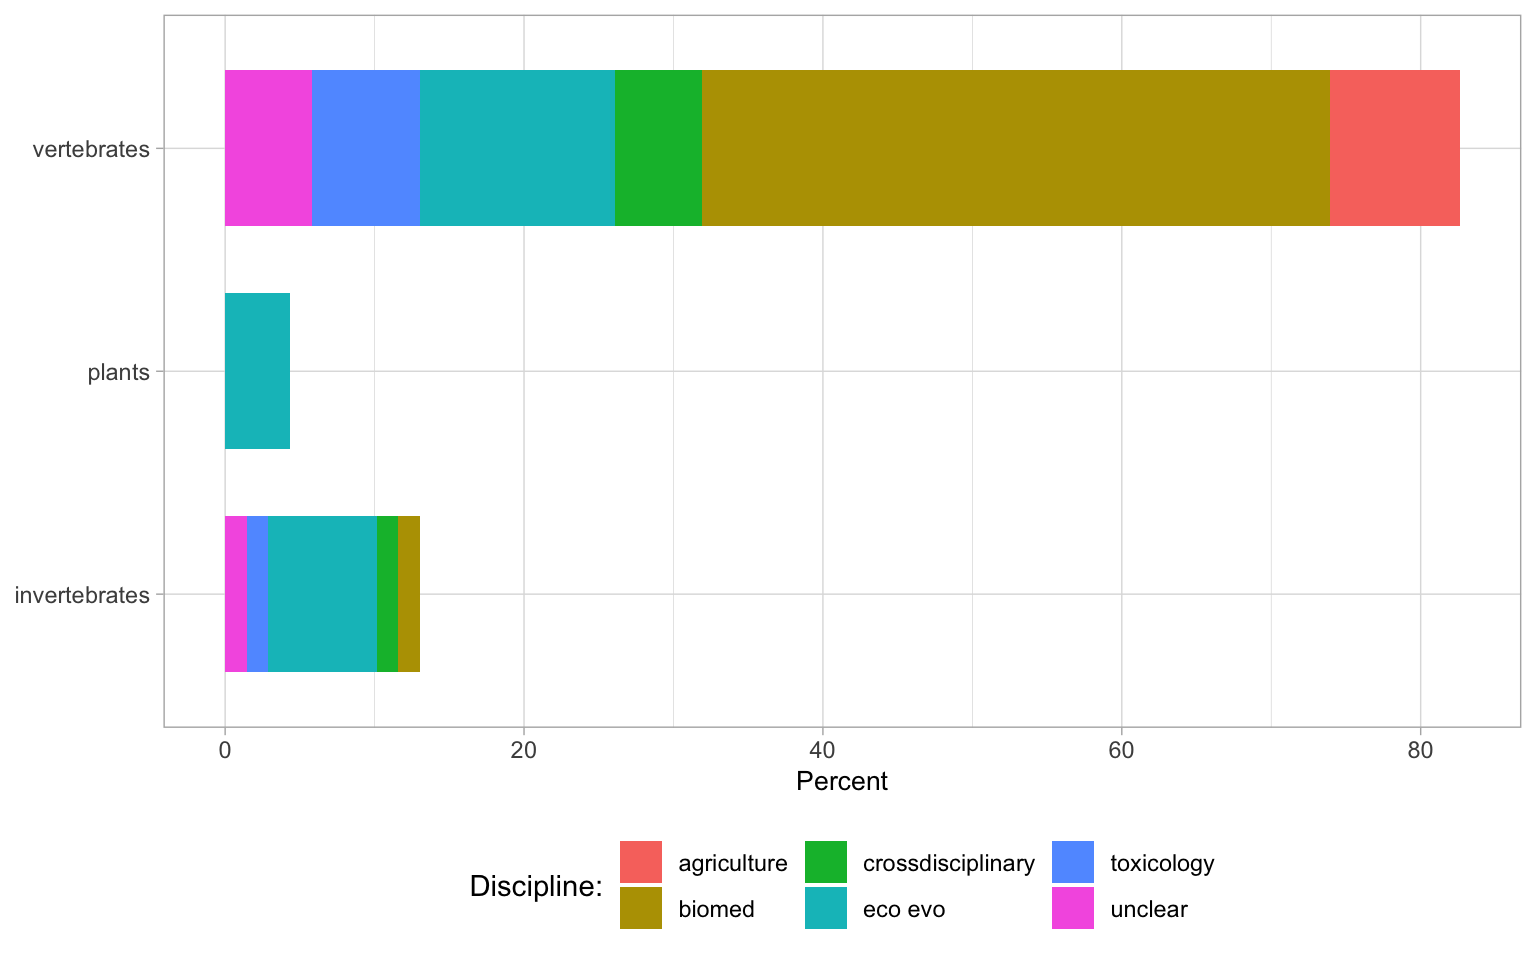 vertebrates
plants
invertebrates
0 20 40 60 80
Percent
Discipline:
agriculture crossdisciplinary toxicology
biomed eco evo unclear